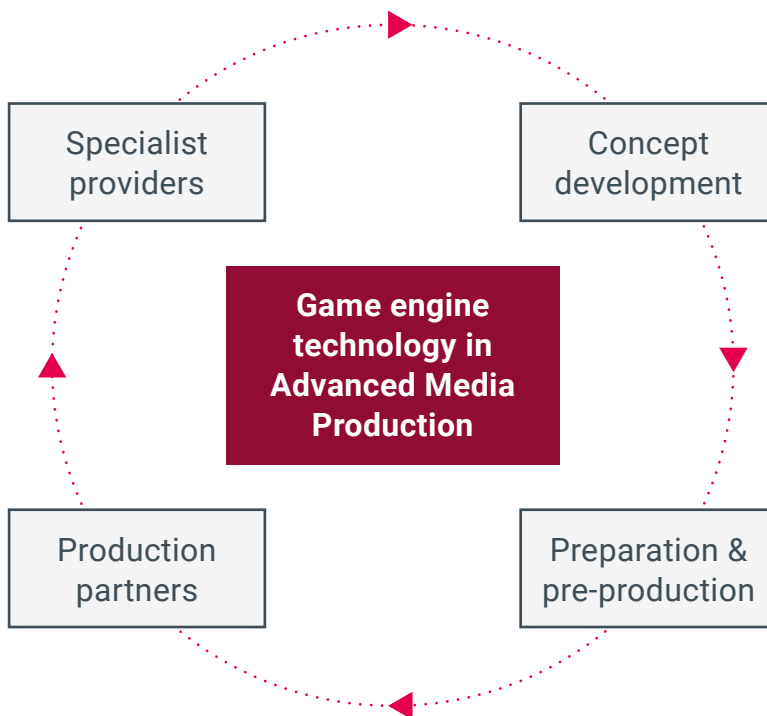 Specialist
providers
Concept
development
Game engine
technology in
Advanced Media
Production
Production
partners
Preparation &
pre-production